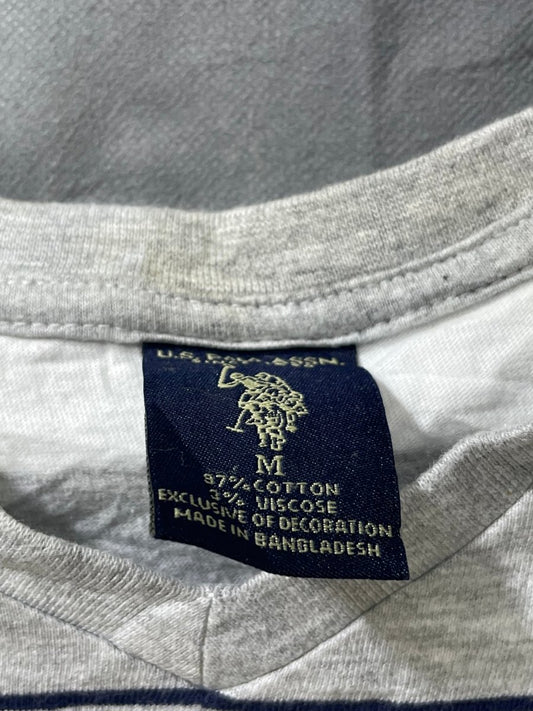 U.S. POLO ASSN.
M
97% COTTON
3% VISCOSE
EXCLUSIVE OF DECORATION
MADE IN BANGLADESH